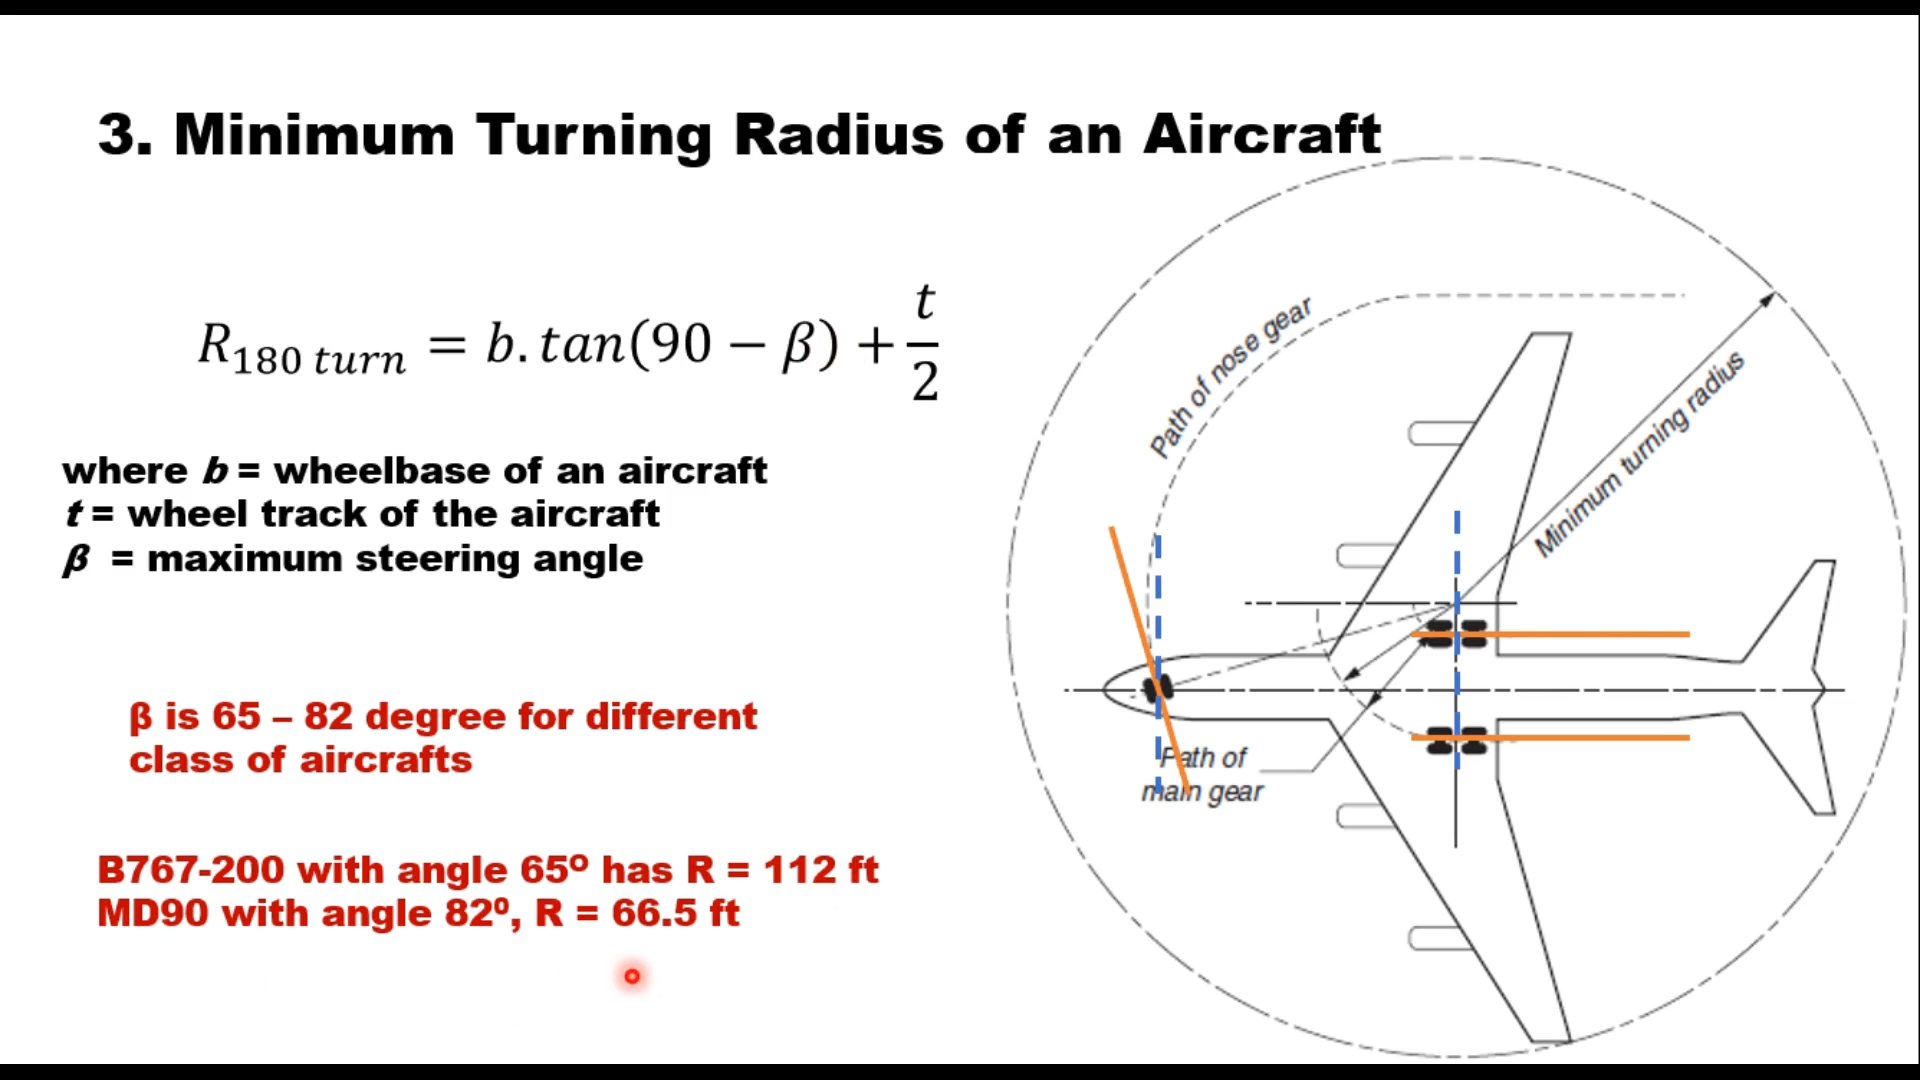 3. Minimum Turning Radius of an Aircraft
R₁₈₀ turn = b.tan(90 − β) + t/2
where b = wheelbase of an aircraft
t = wheel track of the aircraft
β = maximum steering angle
β is 65 – 82 degree for different
class of aircrafts
B767-200 with angle 65⁰ has R = 112 ft
MD90 with angle 82⁰, R = 66.5 ft
Path of nose gear
Minimum turning radius
Path of
main gear